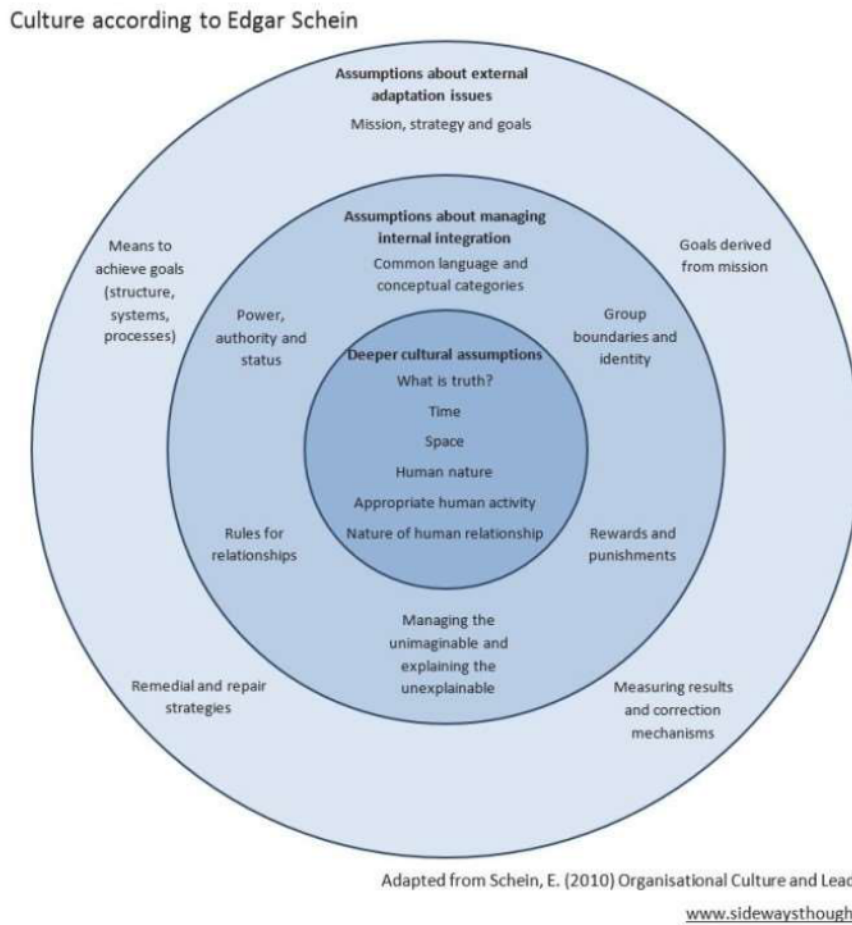 Culture according to Edgar Schein
Assumptions about external
adaptation issues
Mission, strategy and goals
Means to
achieve goals
(structure,
systems,
processes)
Goals derived
from mission
Assumptions about managing
internal integration
Common language and
conceptual categories
Power,
authority and
status
Group
boundaries and
identity
Deeper cultural assumptions
What is truth?
Time
Space
Human nature
Appropriate human activity
Nature of human relationship
Rules for
relationships
Rewards and
punishments
Managing the
unimaginable and
explaining the
unexplainable
Remedial and repair
strategies
Measuring results
and correction
mechanisms
Adapted from Schein, E. (2010) Organisational Culture and Lead
www.sidewaysthough